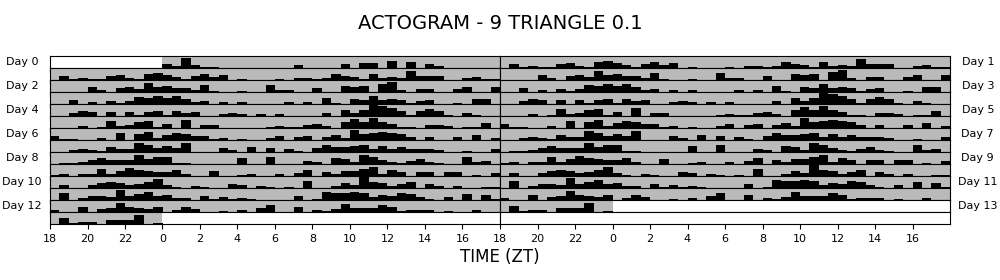 ACTOGRAM - 9 TRIANGLE 0.1
Day 0
Day 1
Day 2
Day 3
Day 4
Day 5
Day 6
Day 7
Day 8
Day 9
Day 10
Day 11
Day 12
Day 13
18 20 22 0 2 4 6 8 10 12 14 16 18 20 22 0 2 4 6 8 10 12 14 16
TIME (ZT)